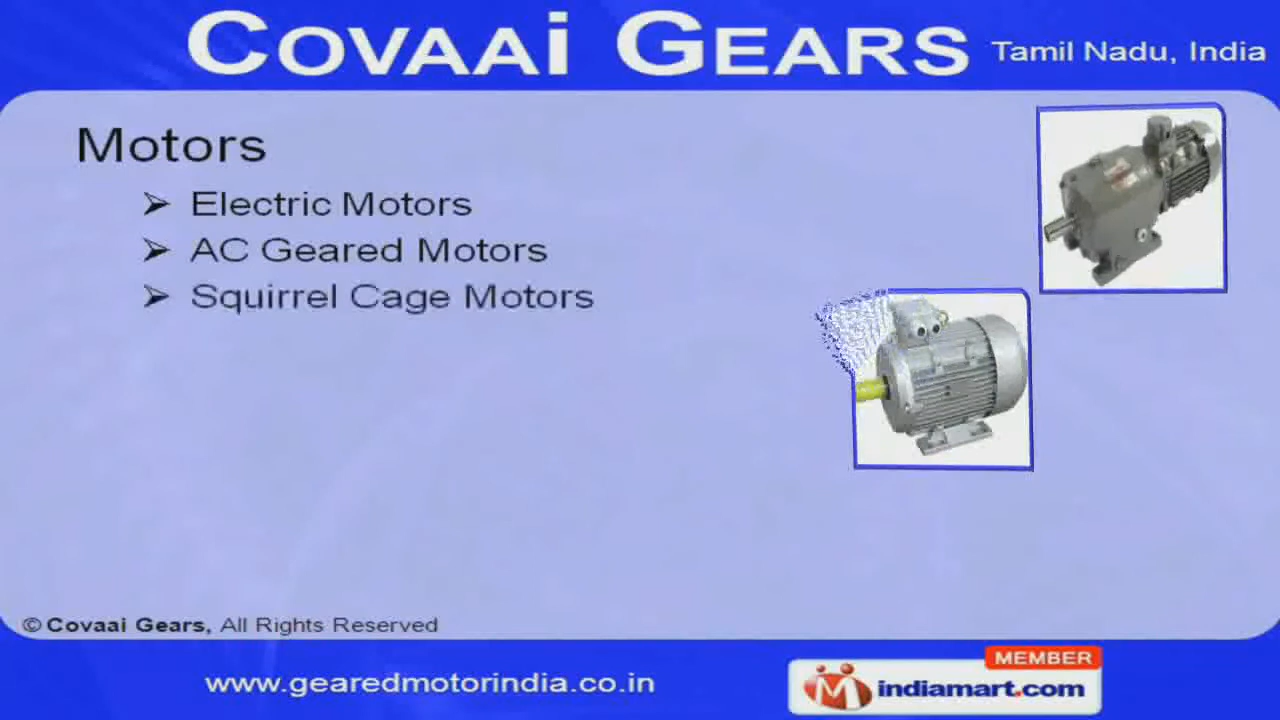 Covaai Gears
Tamil Nadu, India
Motors
Electric Motors
AC Geared Motors
Squirrel Cage Motors
© Covaai Gears, All Rights Reserved
www.gearedmotorindia.co.in
MEMBER
indiamart.com